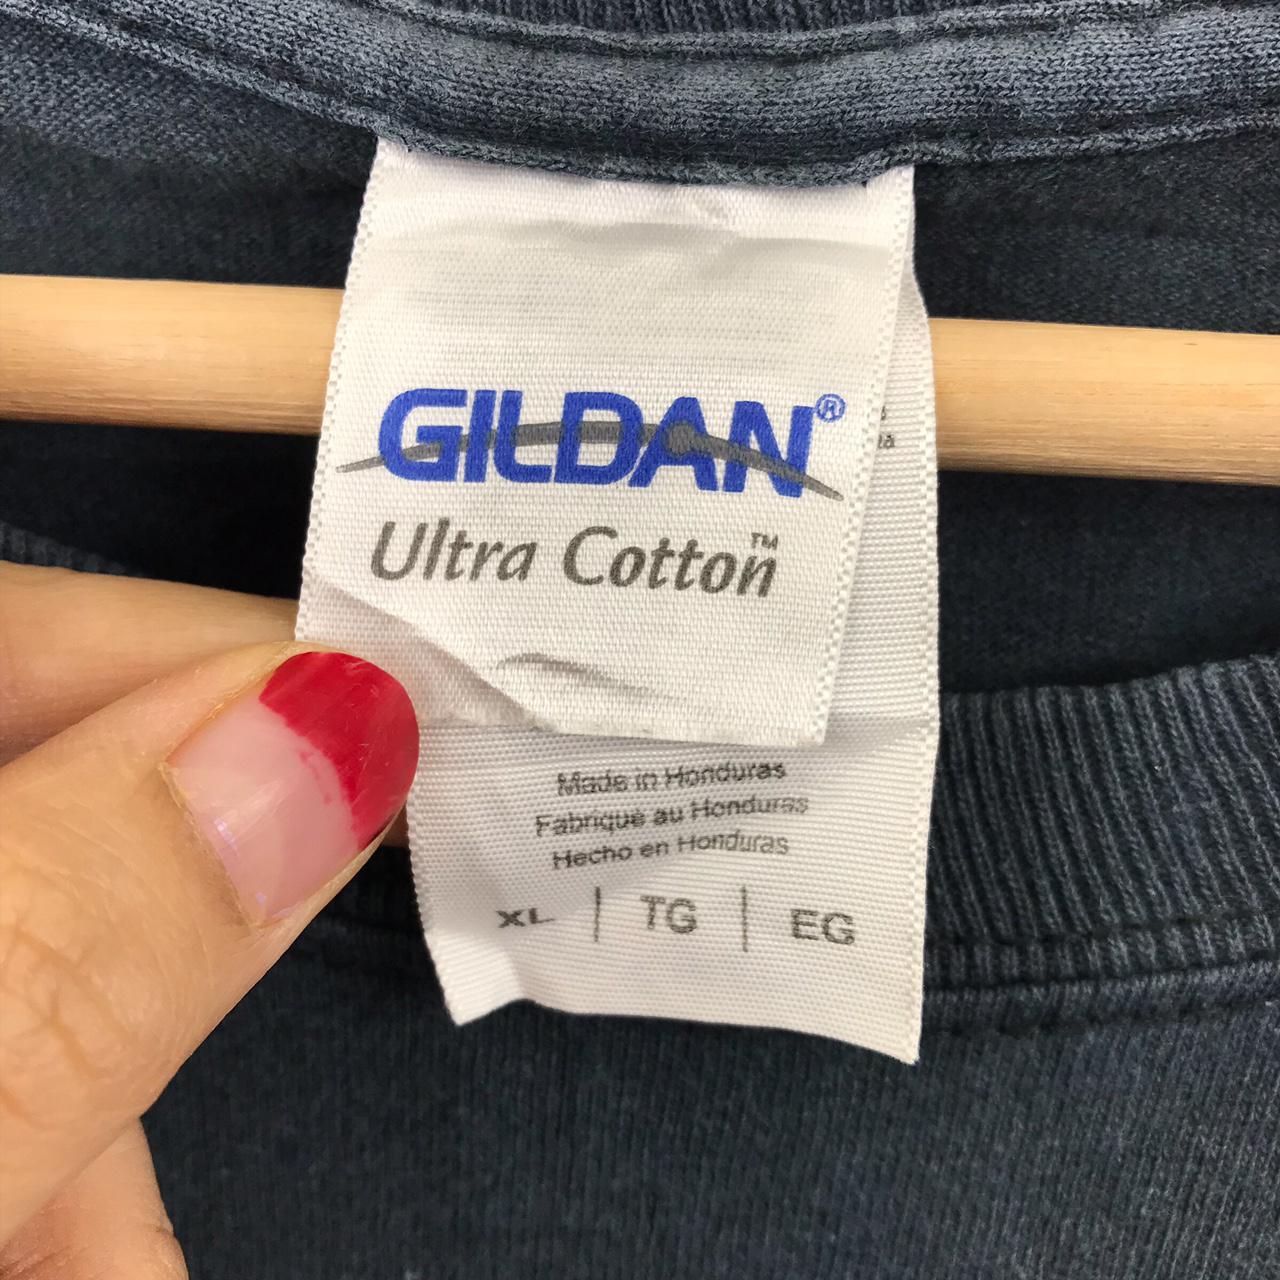 GILDAN®
Ultra Cotton™
Made in Honduras
Fabriqué au Honduras
Hecho en Honduras
XL | TG | EG